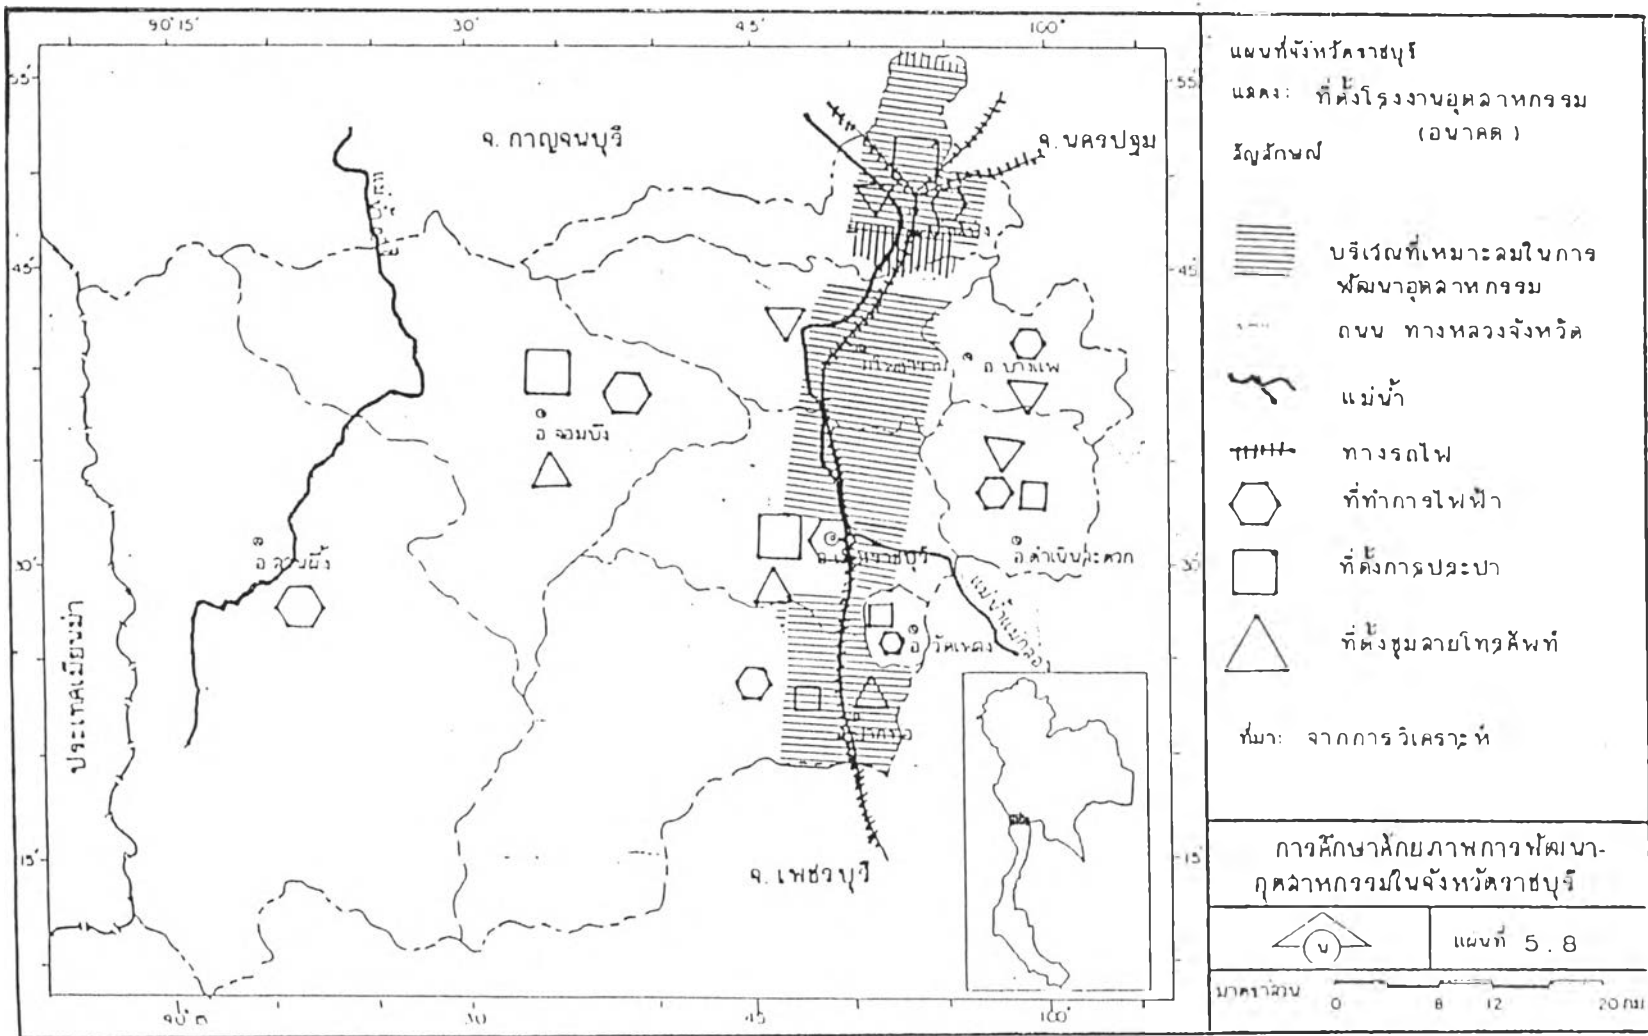 90°15′ 30′ 45′ 100°
55′ 55
45′ 45′
30′ 30
15′ 15
45 100°
จ. กาญจนบุรี
จ. นครปฐม
อ บางแพ
อ จอมบึง
อ สวนผึ้ง
อ.เมืองราชบุรี
อ ดำเนินสะดวก
อ วัดเพลง
แม่น้ำแม่กลอง
ประเทศเมียนม่า
จ. เพชรบุรี
แผนที่จังหวัดราชบุรี
แสดง: ที่ตั้งโรงงานอุตสาหกรรม
(อนาคต)
สัญลักษณ์
บริเวณที่เหมาะสมในการ
พัฒนาอุตสาหกรรม
ถนน ทางหลวงจังหวัด
แม่น้ำ
ทางรถไฟ
ที่ทำการไฟฟ้า
ที่ตั้งการประปา
ที่ตั้งชุมสายโทรศัพท์
ที่มา: จากการวิเคราะห์
การศึกษาศักยภาพการพัฒนา-
อุตสาหกรรมในจังหวัดราชบุรี
น
แผนที่ 5.8
มาตราส่วน 0 8 12 20 กม